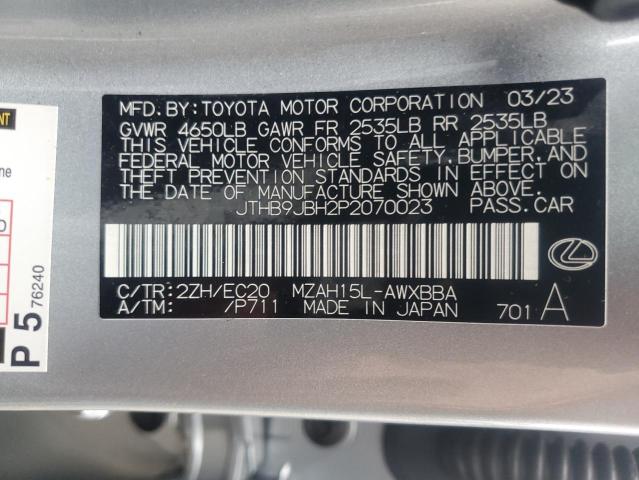 MFD. BY: TOYOTA MOTOR CORPORATION 03/23
GVWR 4650LB GAWR FR 2535LB RR 2535LB
THIS VEHICLE CONFORMS TO ALL APPLICABLE
FEDERAL MOTOR VEHICLE SAFETY, BUMPER, AND
THEFT PREVENTION STANDARDS IN EFFECT ON
THE DATE OF MANUFACTURE SHOWN ABOVE.
JTHB9JBH2P2070023 PASS.CAR
C/TR: 2ZH/EC20 MZAH15L-AWXBBA
A/TM: /P711 MADE IN JAPAN 701 A
P 5 76240